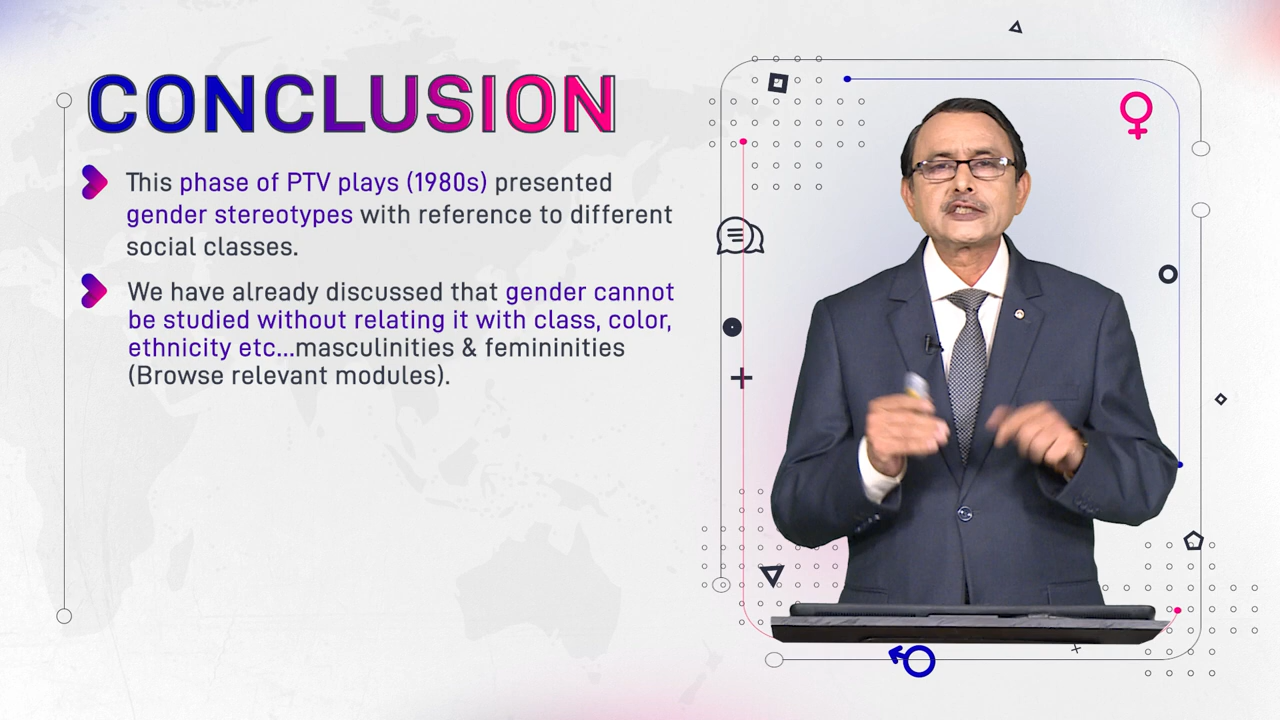 CONCLUSION
This phase of PTV plays (1980s) presented
gender stereotypes with reference to different
social classes.
We have already discussed that gender cannot
be studied without relating it with class, color,
ethnicity etc...masculinities & femininities
(Browse relevant modules).